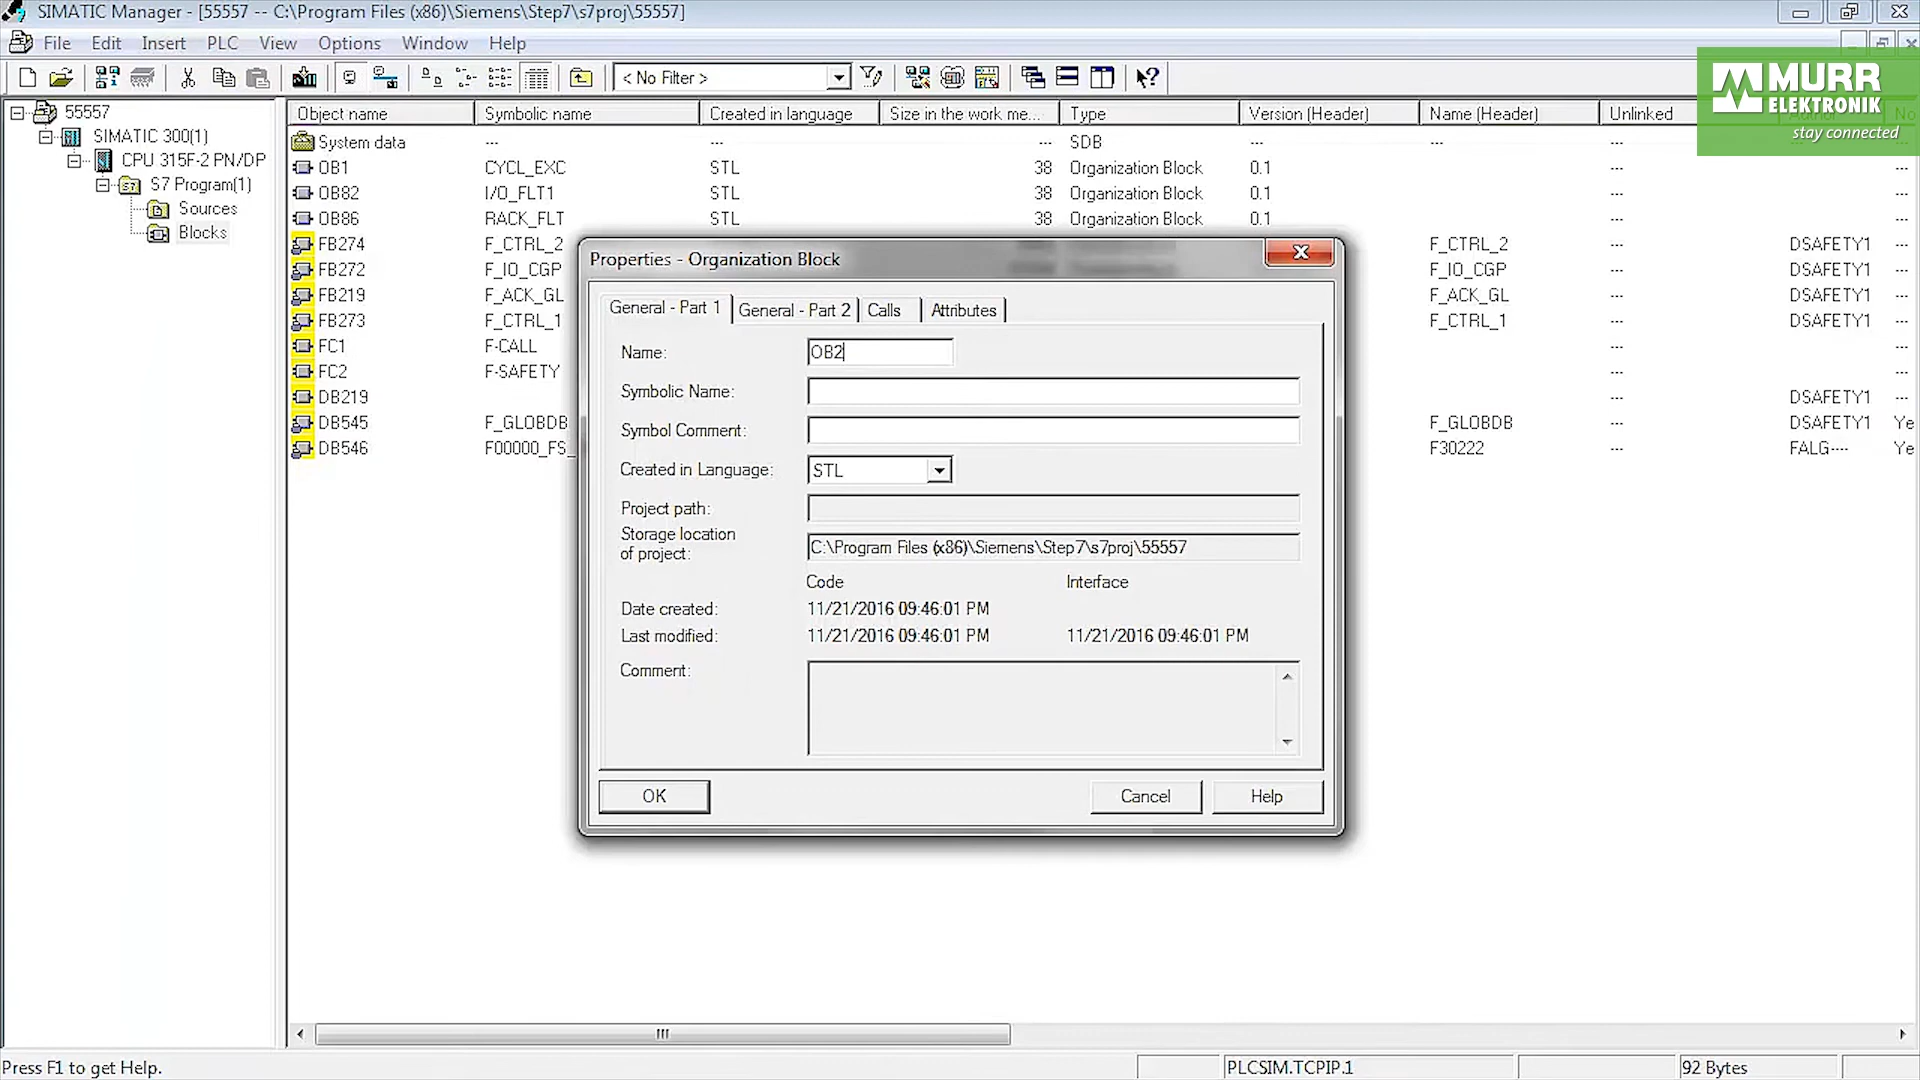 SIMATIC Manager - [55557 -- C:\Program Files (x86)\Siemens\Step7\s7proj\55557]
File Edit Insert PLC View Options Window Help
< No Filter >
MURR
ELEKTRONIK
stay connected
55557
SIMATIC 300(1)
CPU 315F-2 PN/DP
S7 Program(1)
Sources
Blocks
Object name Symbolic name Created in language Size in the work me... Type Version (Header) Name (Header) Unlinked
System data --- --- --- SDB --- --- --- ---
OB1 CYCL_EXC STL 38 Organization Block 0.1 --- ---
OB82 I/O_FLT1 STL 38 Organization Block 0.1 --- ---
OB86 RACK_FLT STL 38 Organization Block 0.1 --- ---
FB274 F_CTRL_2 F_CTRL_2 --- DSAFETY1 ---
FB272 F_IO_CGP F_IO_CGP --- DSAFETY1 ---
FB219 F_ACK_GL F_ACK_GL --- DSAFETY1 ---
FB273 F_CTRL_1 F_CTRL_1 --- DSAFETY1 ---
FC1 F-CALL --- ---
FC2 F-SAFETY --- ---
DB219 --- DSAFETY1 ---
DB545 F_GLOBDB F_GLOBDB --- DSAFETY1 Ye
DB546 F00000_FS_ F30222 --- FALG---- Ye
Properties - Organization Block
General - Part 1 General - Part 2 Calls Attributes
Name: OB2
Symbolic Name:
Symbol Comment:
Created in Language: STL
Project path:
Storage location
of project: C:\Program Files (x86)\Siemens\Step7\s7proj\55557
Code Interface
Date created: 11/21/2016 09:46:01 PM
Last modified: 11/21/2016 09:46:01 PM 11/21/2016 09:46:01 PM
Comment:
OK Cancel Help
Press F1 to get Help. PLCSIM.TCPIP.1 92 Bytes